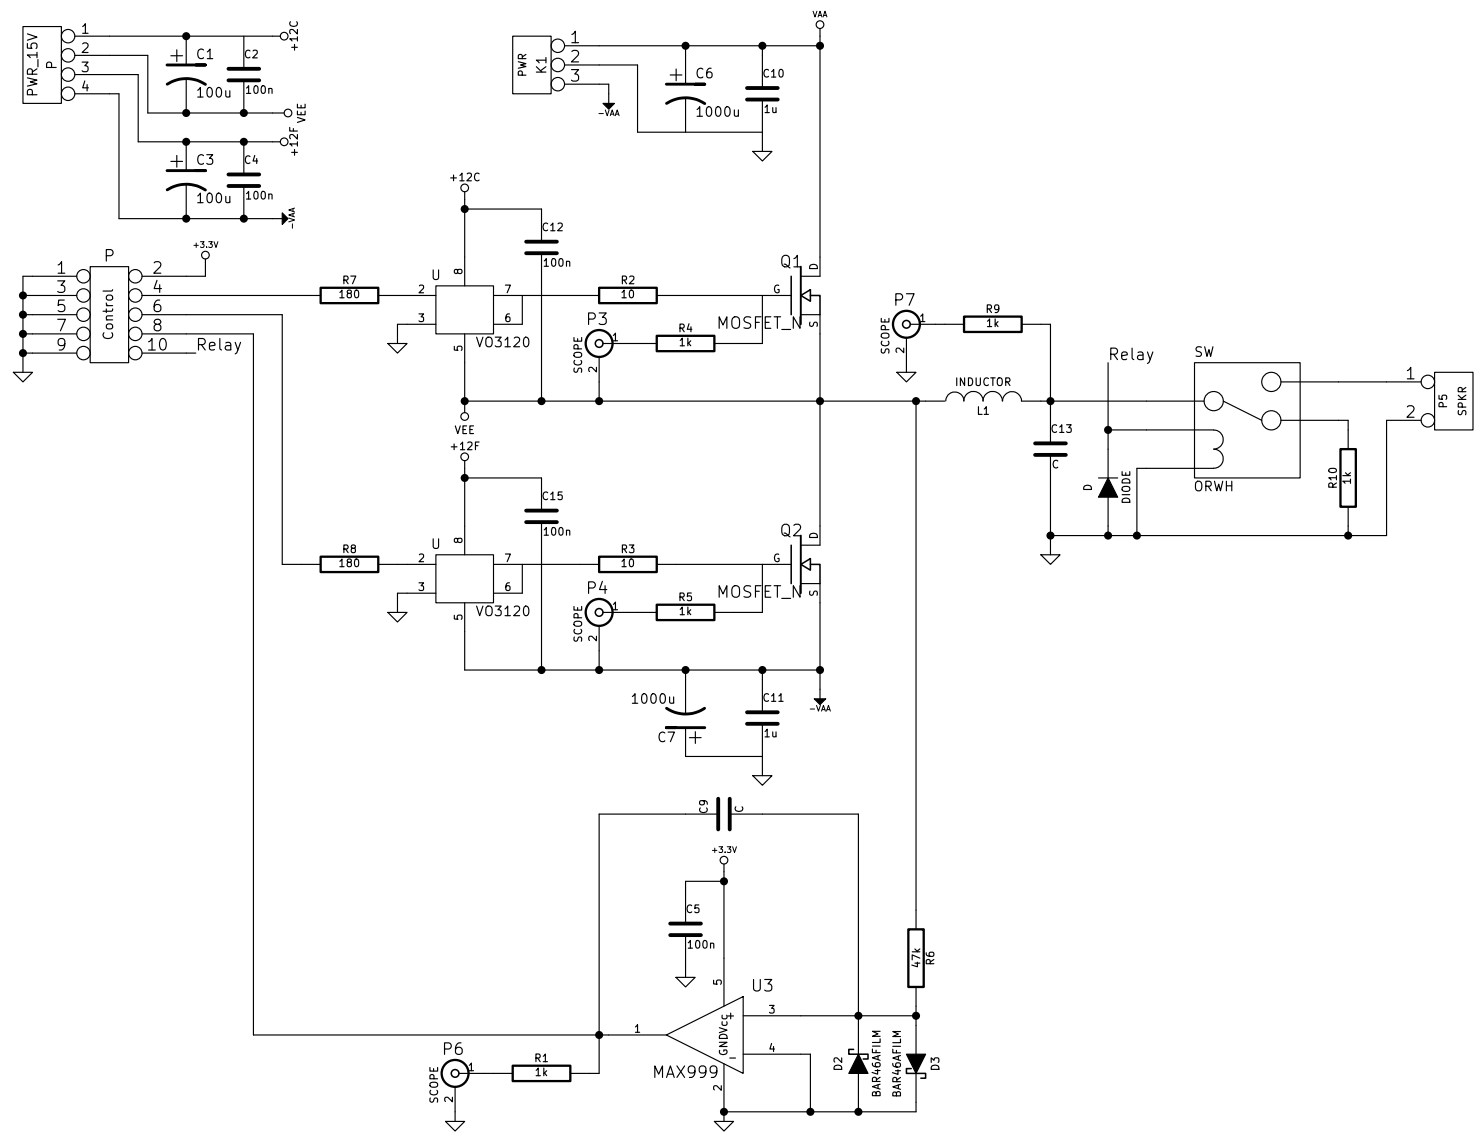 PWR_15V
P
1
2
3
4
C1
100u
C2
100n
+12C
VEE
+12F
C3
100u
C4
100n
-VAA
PWR
K1
1
2
3
-VAA
C6
1000u
C10
1u
VAA
P
Control
1
3
5
7
9
2
4
6
8
10
+3.3V
Relay
R7
180
+12C
U
8
2
3
7
6
5
VO3120
C12
100n
R2
10
P3
SCOPE
1
2
R4
1k
Q1
G
D
S
MOSFET_N
VEE
+12F
P7
1
2
R9
1k
INDUCTOR
L1
C13
C
Relay
SW
ORWH
D
DIODE
R10
1k
1
2
P5
SPKR
R8
180
U
8
2
3
7
6
5
VO3120
C15
100n
R3
10
P4
SCOPE
1
2
R5
1k
Q2
G
D
S
MOSFET_N
1000u
C7
C11
1u
-VAA
C9
C
+3.3V
C5
100n
R6
47k
U3
5
3
4
1
2
GND
Vcc
+
-
MAX999
P6
SCOPE
1
2
R1
1k
D2
BAR46AFILM
BAR46AFILM
D3